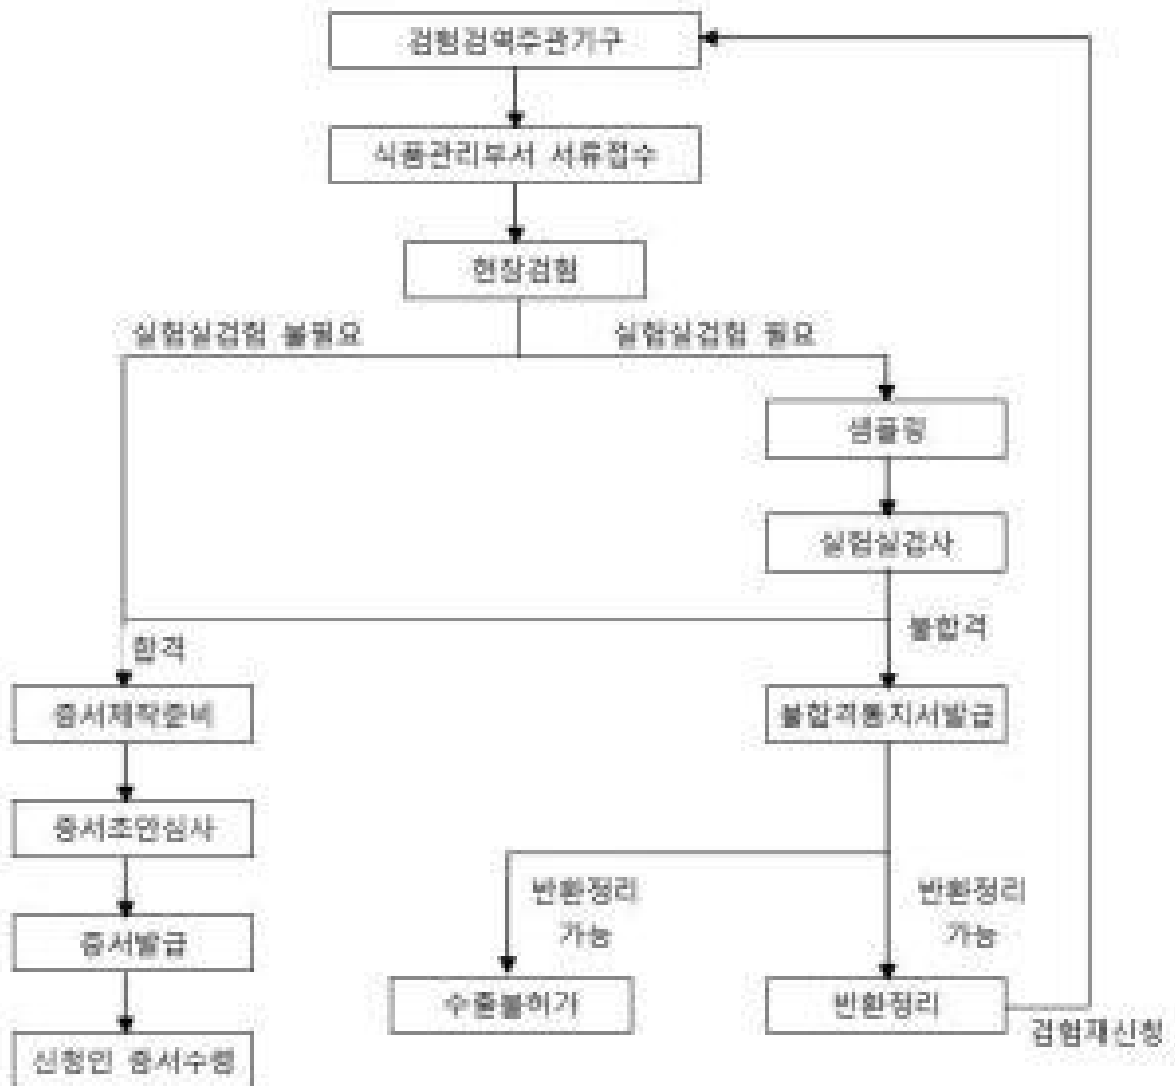 검험검역주관기구
식품관리부서 서류접수
현장검험
실험실검험 불필요
실험실검험 필요
샘플링
실험실검사
합격
불합격
증서제작준비
불합격통지서발급
증서초안심사
반환정리
가능
반환정리
가능
증서발급
수출불허가
반환정리
검험재신청
신청인 증서수령